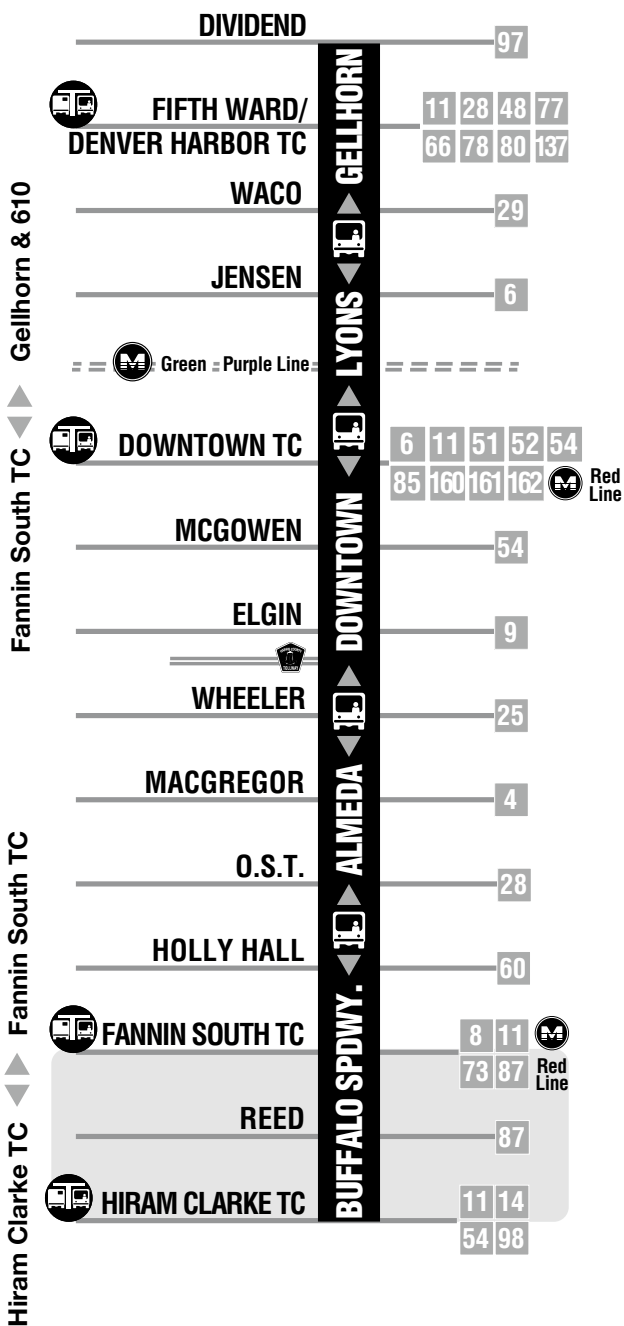 DIVIDEND
97
FIFTH WARD/
DENVER HARBOR TC
11 28 48 77
66 78 80 137
WACO
29
JENSEN
6
Green Purple Line
DOWNTOWN TC
6 11 51 52 54
85 160 161 162 M Red
Line
MCGOWEN
54
ELGIN
9
WHEELER
25
MACGREGOR
4
O.S.T.
28
HOLLY HALL
60
FANNIN SOUTH TC
8 11 M
73 87 Red
Line
REED
87
HIRAM CLARKE TC
11 14
54 98
GELLHORN
LYONS
DOWNTOWN
ALMEDA
BUFFALO SPDWY.
Fannin South TC Gellhorn & 610
Hiram Clarke TC Fannin South TC